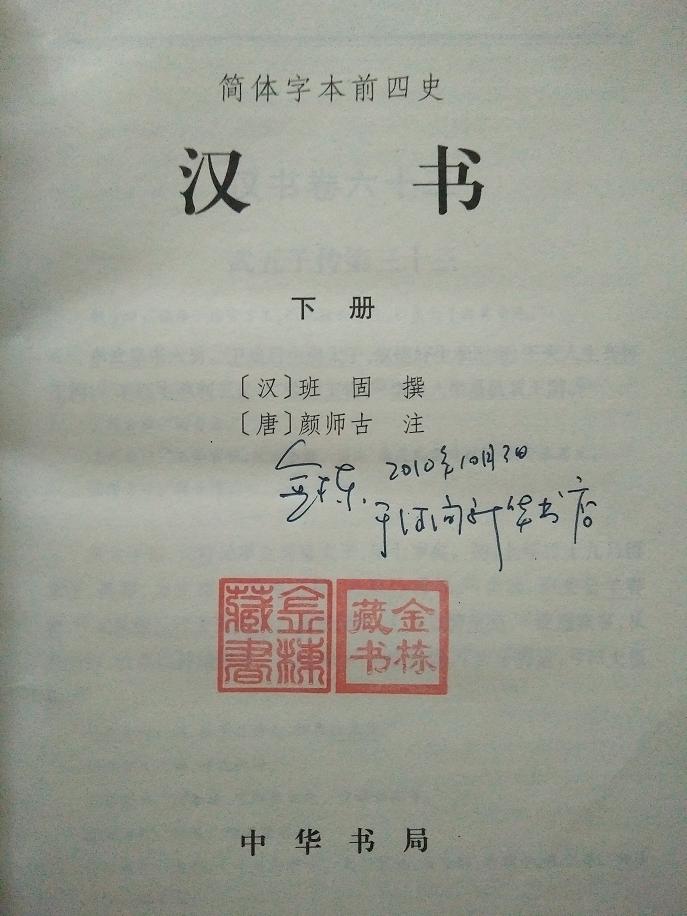 简体字本前四史
汉书
下册
〔汉〕班固 撰
〔唐〕颜师古 注
金栋 2010年10月3日
于河间新华书店
金棟藏書
金栋藏书
中华书局